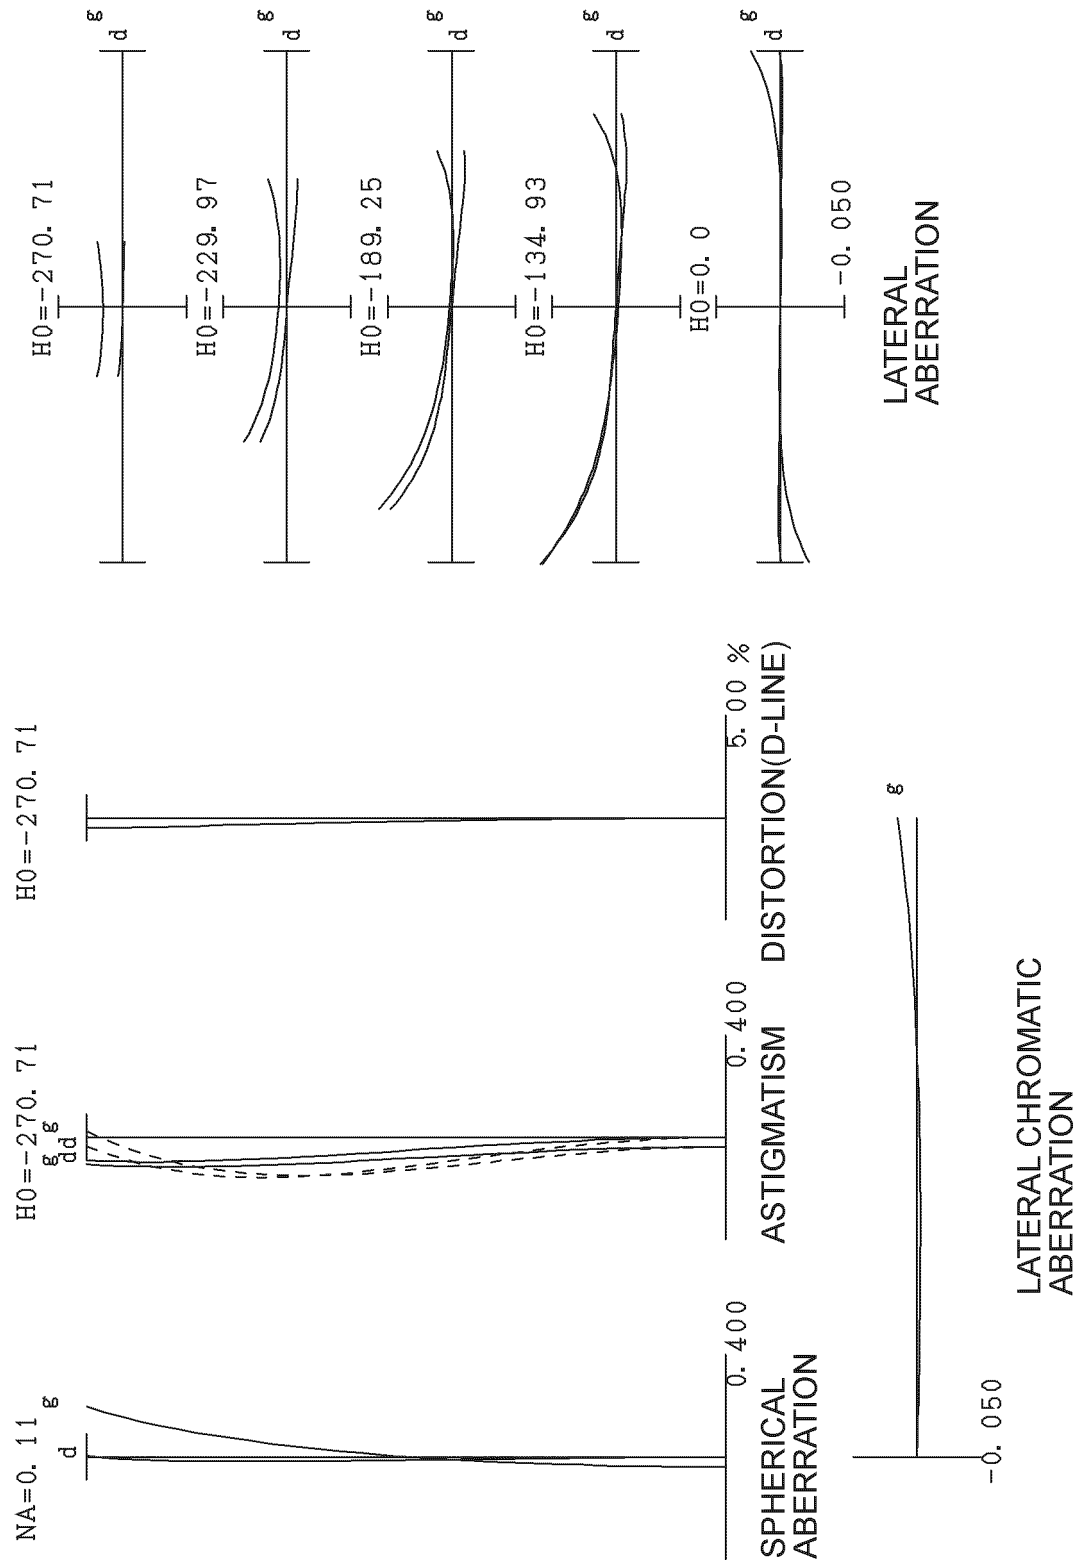 NA=0. 11
d
g
0. 400
SPHERICAL
ABERRATION
H0=-270. 71
g
d
d
g
0. 400
ASTIGMATISM
H0=-270. 71
5. 00 %
DISTORTION(D-LINE)
g
-0. 050
LATERAL CHROMATIC
ABERRATION
H0=-270. 71
g
d
H0=-229. 97
g
d
H0=-189. 25
g
d
H0=-134. 93
g
d
H0=0. 0
g
d
-0. 050
LATERAL
ABERRATION